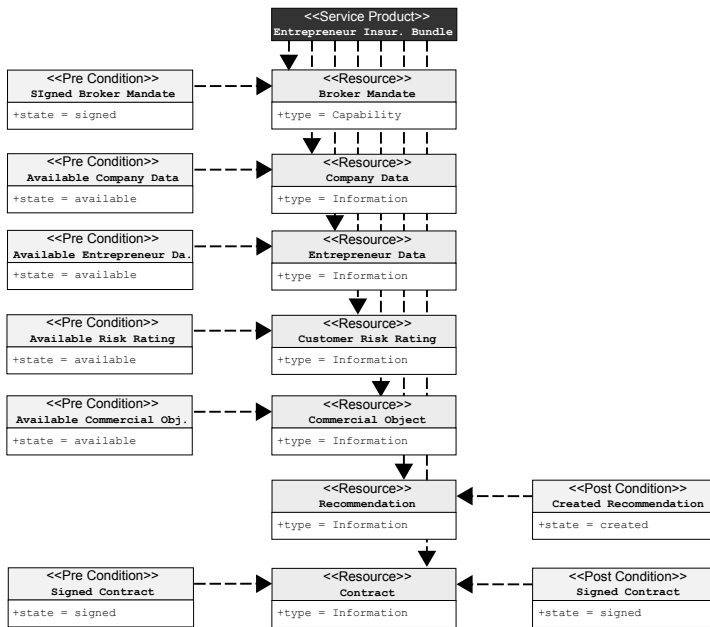 <<Service Product>>
Entrepreneur Insur. Bundle
<<Pre Condition>>
SIgned Broker Mandate
+state = signed
<<Resource>>
Broker Mandate
+type = Capability
<<Pre Condition>>
Available Company Data
+state = available
<<Resource>>
Company Data
+type = Information
<<Pre Condition>>
Available Entrepreneur Da.
+state = available
<<Resource>>
Entrepreneur Data
+type = Information
<<Pre Condition>>
Available Risk Rating
+state = available
<<Resource>>
Customer Risk Rating
+type = Information
<<Pre Condition>>
Available Commercial Obj.
+state = available
<<Resource>>
Commercial Object
+type = Information
<<Resource>>
Recommendation
+type = Information
<<Post Condition>>
Created Recommendation
+state = created
<<Pre Condition>>
Signed Contract
+state = signed
<<Resource>>
Contract
+type = Information
<<Post Condition>>
Signed Contract
+state = signed